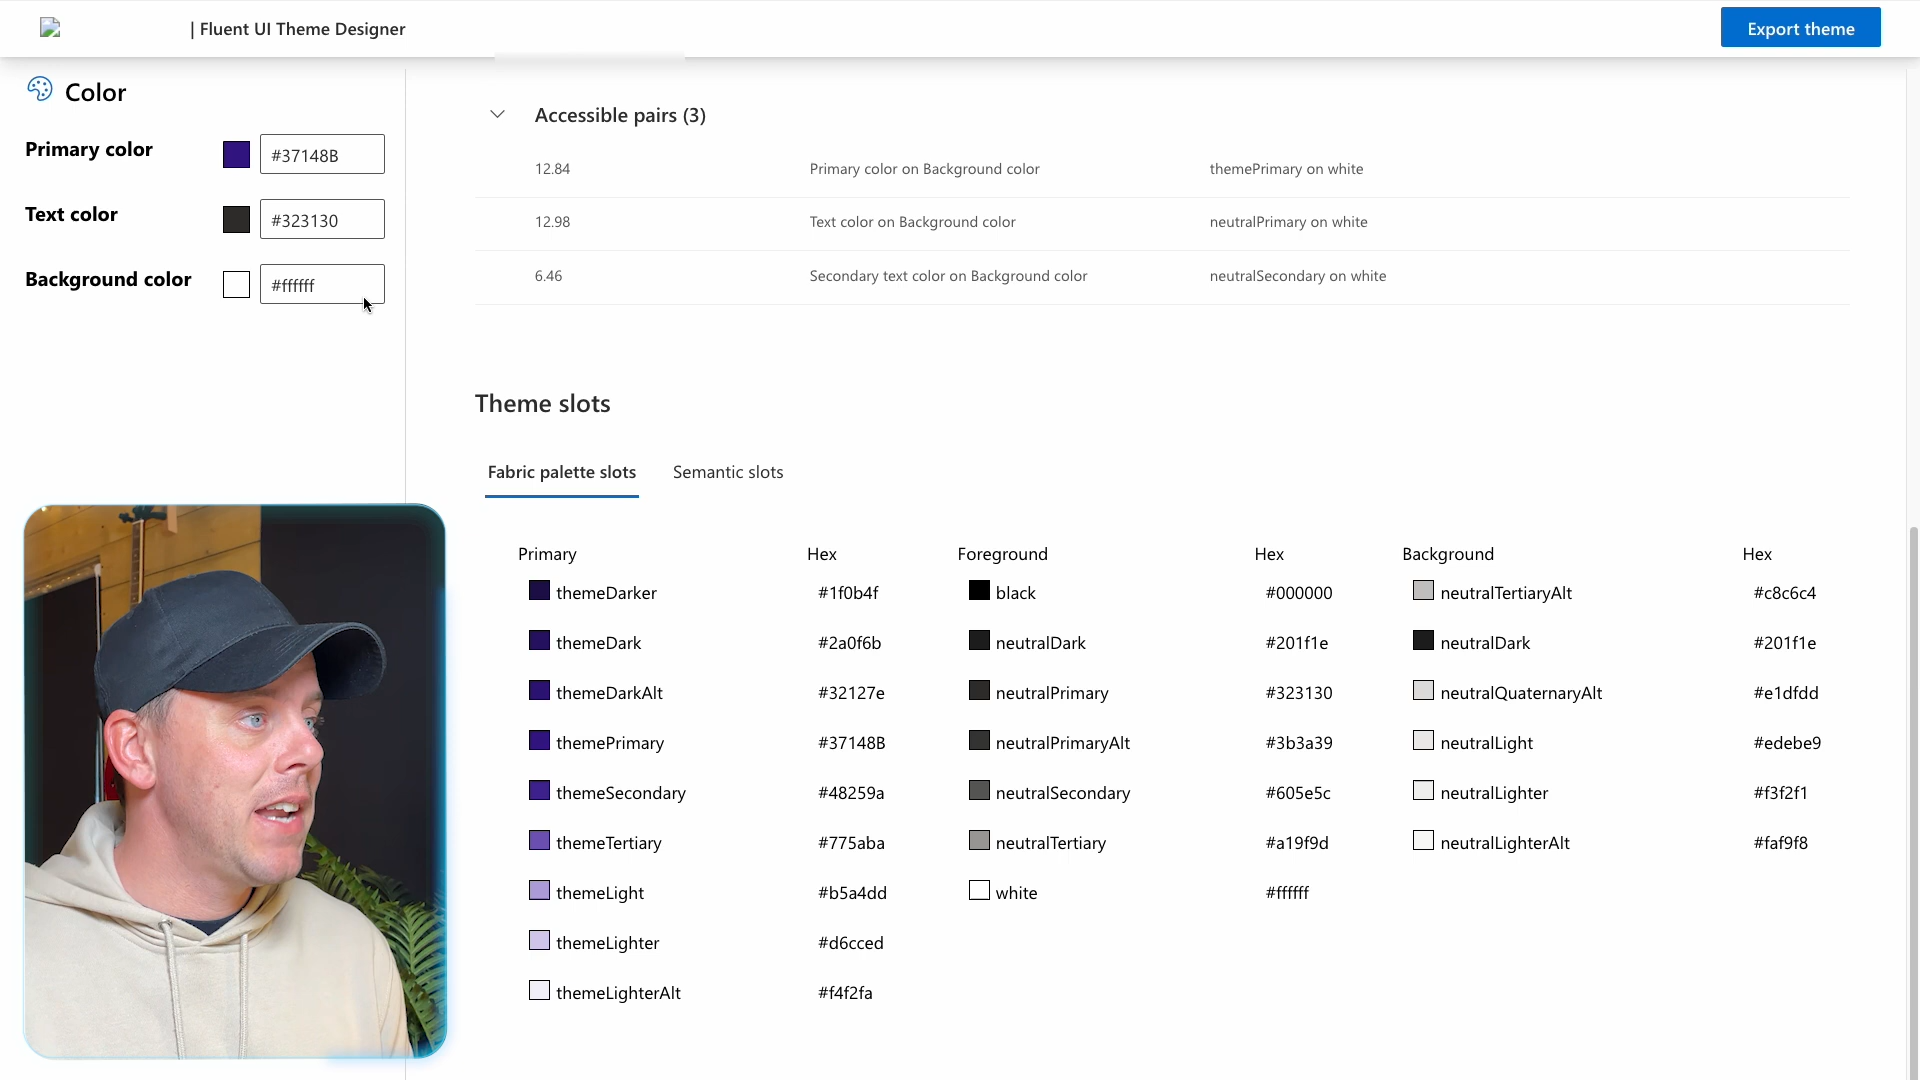 | Fluent UI Theme Designer
Export theme
Color
Primary color
#37148B
Text color
#323130
Background color
#ffffff
Accessible pairs (3)
12.84 Primary color on Background color themePrimary on white
12.98 Text color on Background color neutralPrimary on white
6.46 Secondary text color on Background color neutralSecondary on white
Theme slots
Fabric palette slots Semantic slots
Primary Hex Foreground Hex Background Hex
themeDarker #1f0b4f black #000000 neutralTertiaryAlt #c8c6c4
themeDark #2a0f6b neutralDark #201f1e neutralDark #201f1e
themeDarkAlt #32127e neutralPrimary #323130 neutralQuaternaryAlt #e1dfdd
themePrimary #37148B neutralPrimaryAlt #3b3a39 neutralLight #edebe9
themeSecondary #48259a neutralSecondary #605e5c neutralLighter #f3f2f1
themeTertiary #775aba neutralTertiary #a19f9d neutralLighterAlt #faf9f8
themeLight #b5a4dd white #ffffff
themeLighter #d6cced
themeLighterAlt #f4f2fa